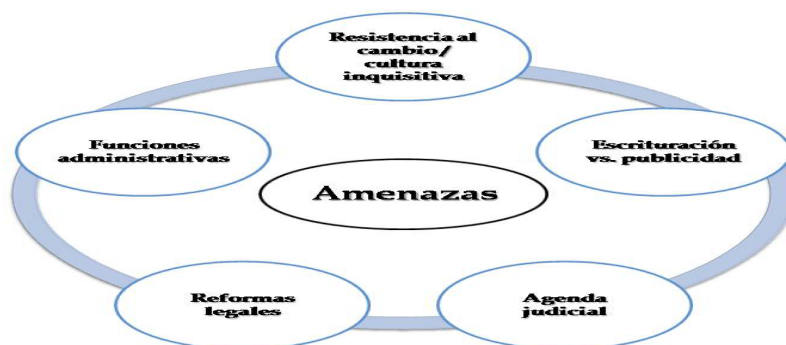 Resistencia al
cambio/
cultura
inquisitiva
Funciones
administrativas
Escrituración
vs. publicidad
Amenazas
Reformas
legales
Agenda
judicial